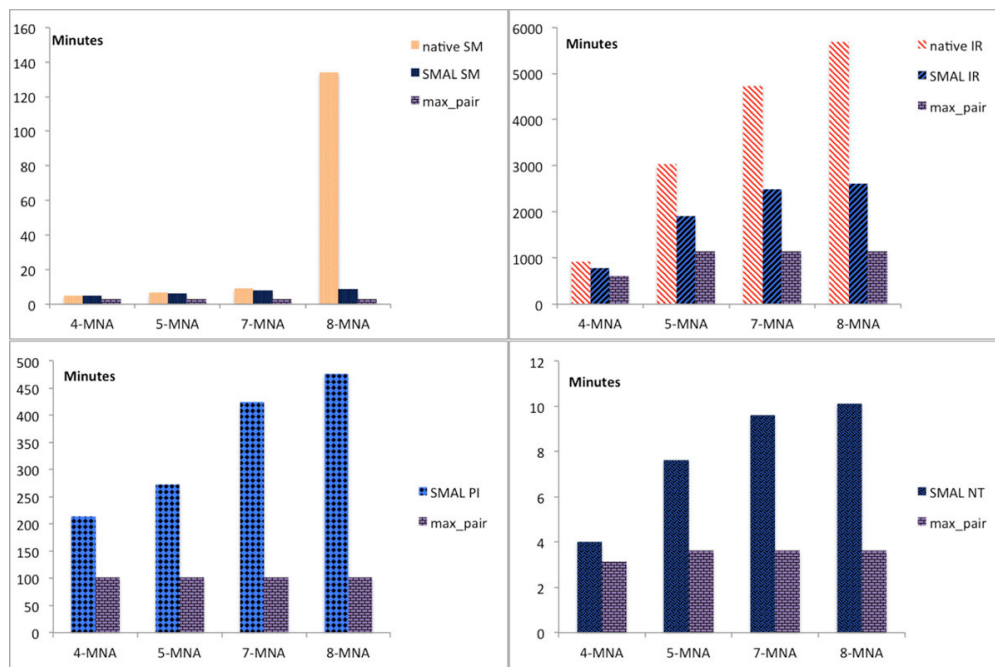 160
140
120
100
80
60
40
20
0
Minutes
native SM
SMAL SM
max_pair
4-MNA 5-MNA 7-MNA 8-MNA
6000
5000
4000
3000
2000
1000
0
Minutes
native IR
SMAL IR
max_pair
4-MNA 5-MNA 7-MNA 8-MNA
500
450
400
350
300
250
200
150
100
50
0
Minutes
SMAL PI
max_pair
4-MNA 5-MNA 7-MNA 8-MNA
12
10
8
6
4
2
0
Minutes
SMAL NT
max_pair
4-MNA 5-MNA 7-MNA 8-MNA